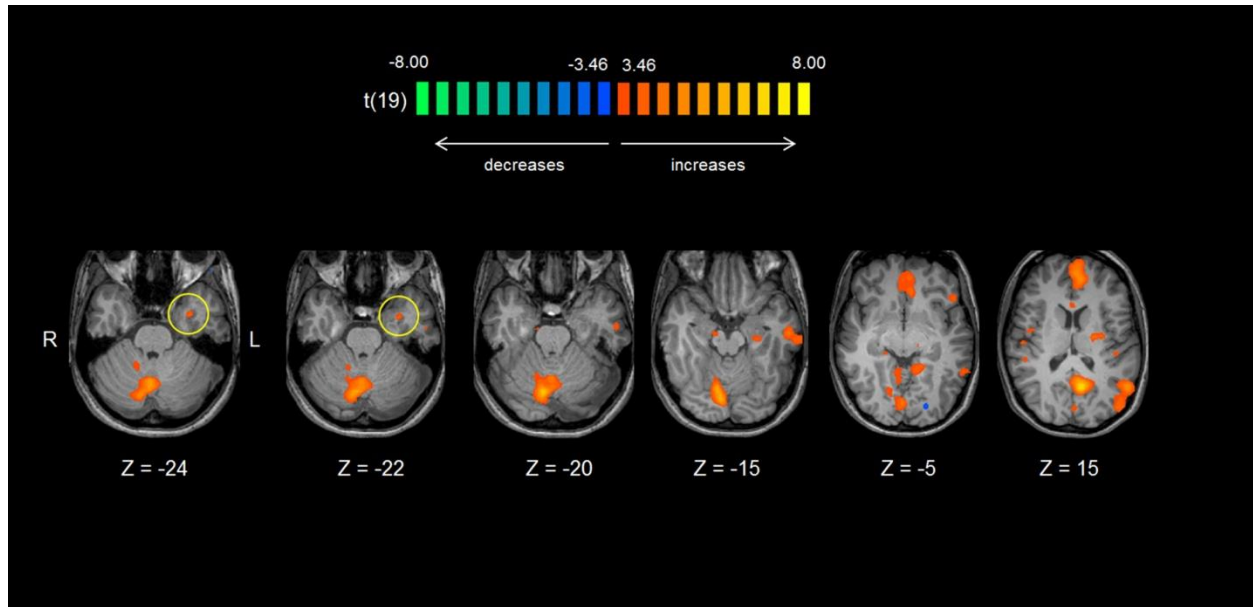 -8.00 -3.46 3.46 8.00
t(19)
decreases increases
R L
Z = -24 Z = -22 Z = -20 Z = -15 Z = -5 Z = 15